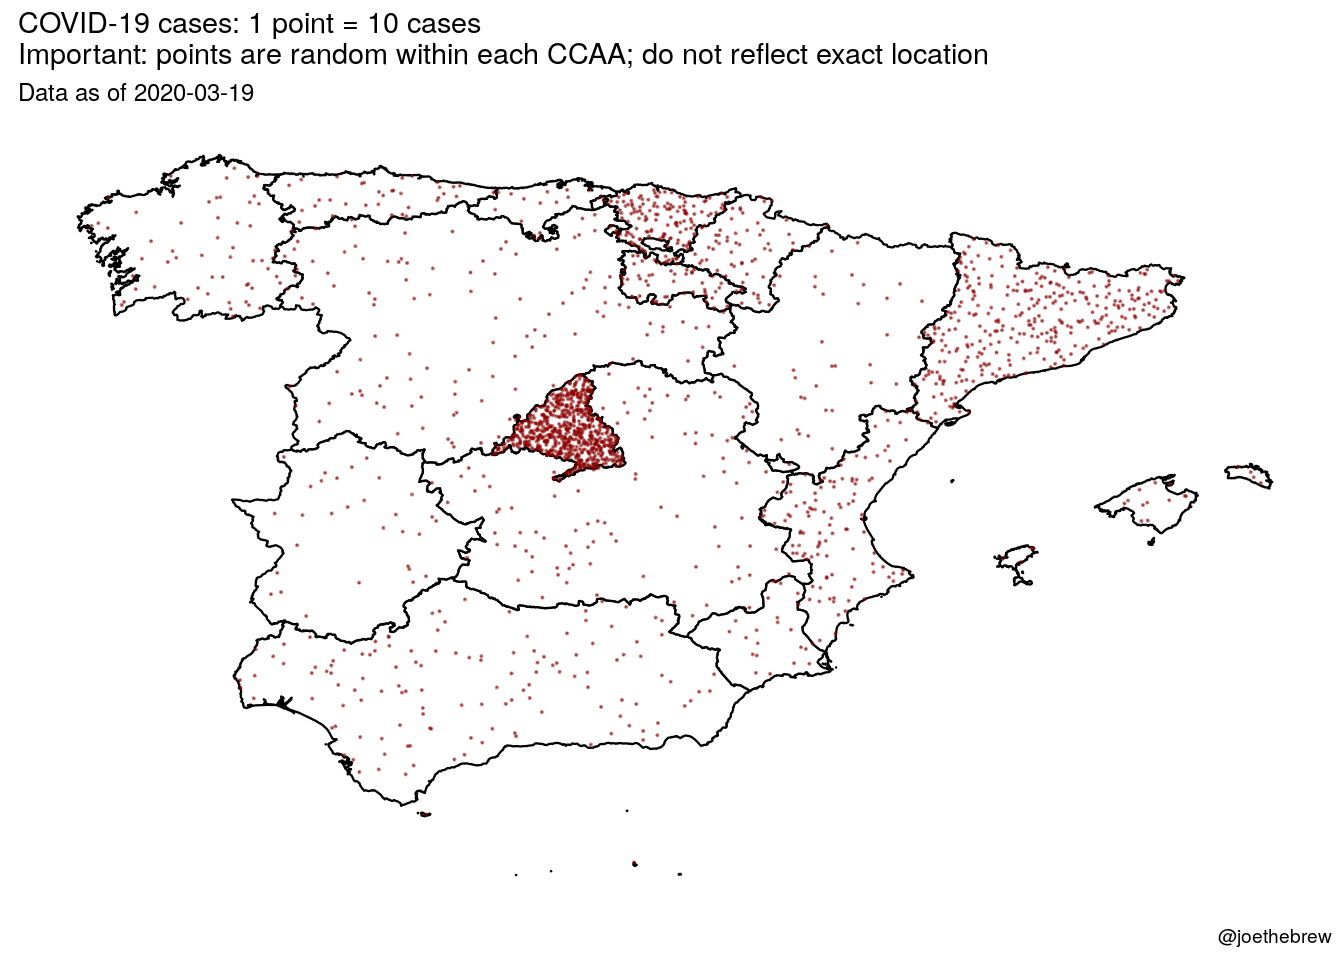 COVID-19 cases: 1 point = 10 cases
Important: points are random within each CCAA; do not reflect exact location
Data as of 2020-03-19
@joethebrew